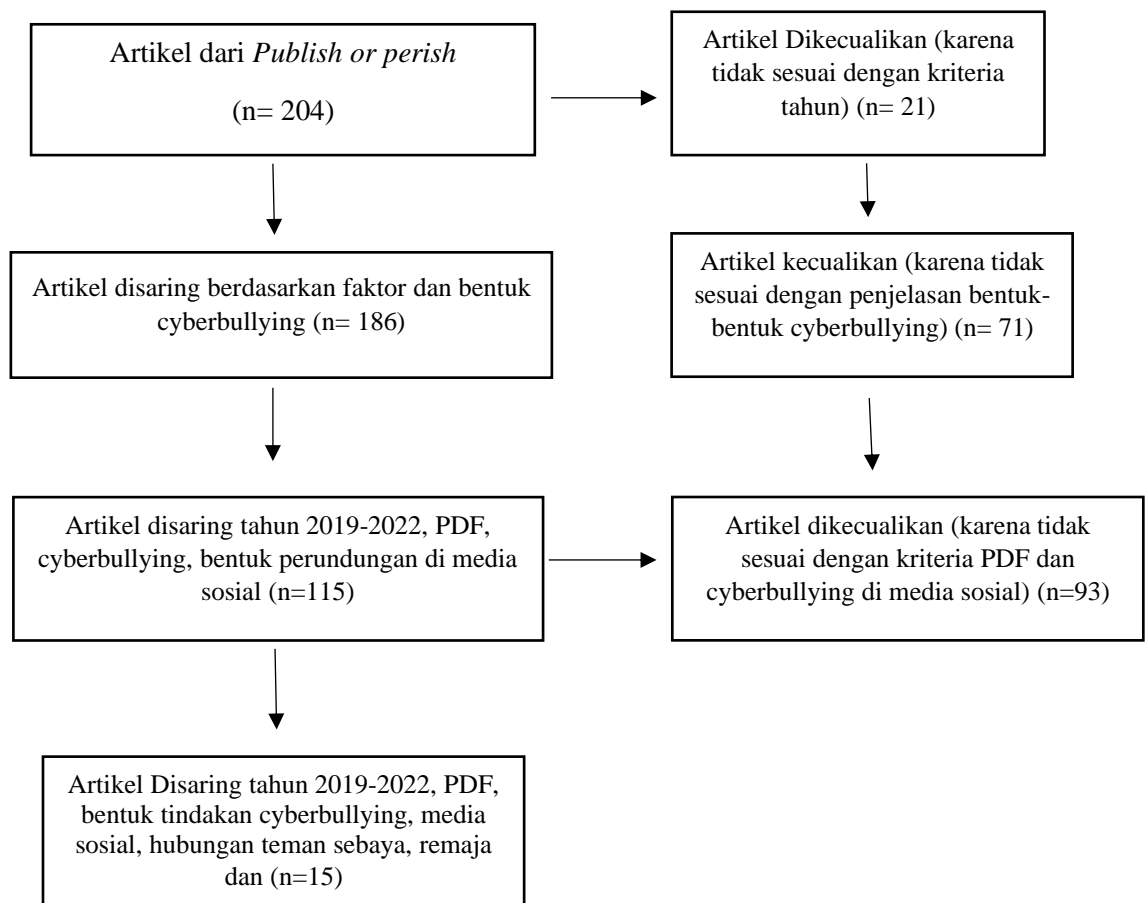 Artikel dari Publish or perish
(n= 204)
Artikel Dikecualikan (karena
tidak sesuai dengan kriteria
tahun) (n= 21)
Artikel disaring berdasarkan faktor dan bentuk
cyberbullying (n= 186)
Artikel kecualikan (karena tidak
sesuai dengan penjelasan bentuk-
bentuk cyberbullying) (n= 71)
Artikel disaring tahun 2019-2022, PDF,
cyberbullying, bentuk perundungan di media
sosial (n=115)
Artikel dikecualikan (karena tidak
sesuai dengan kriteria PDF dan
cyberbullying di media sosial) (n=93)
Artikel Disaring tahun 2019-2022, PDF,
bentuk tindakan cyberbullying, media
sosial, hubungan teman sebaya, remaja
dan (n=15)